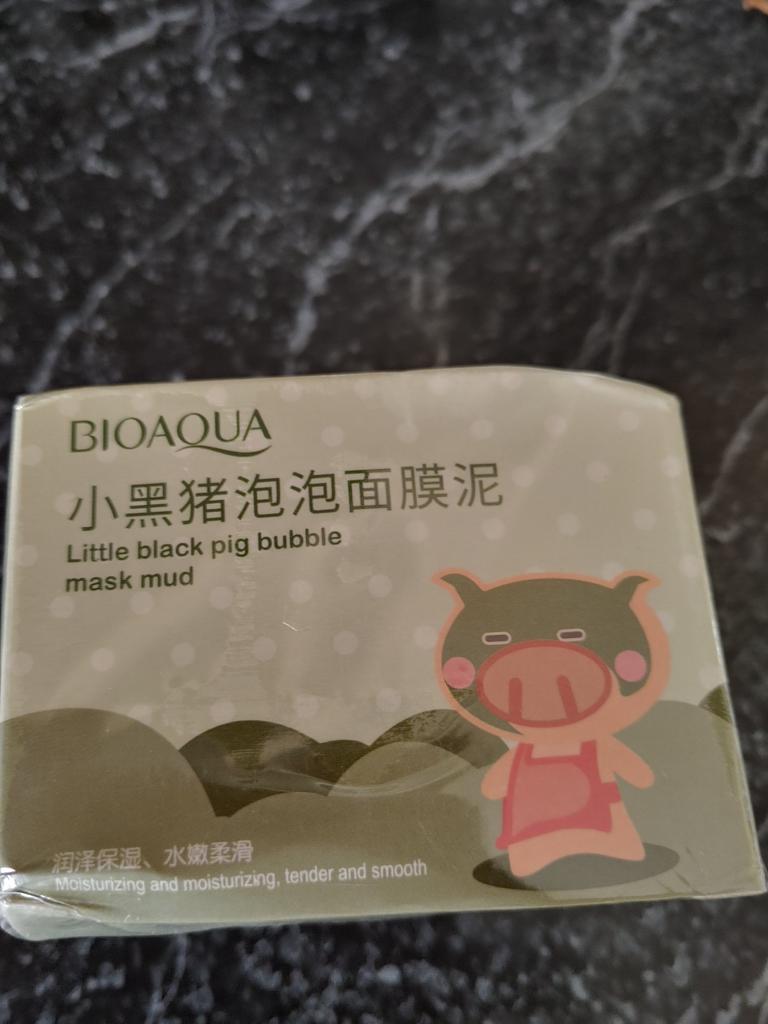 BIOAQUA
小黑猪泡泡面膜泥
Little black pig bubble
mask mud
润泽保湿、水嫩柔滑
Moisturizing and moisturizing, tender and smooth